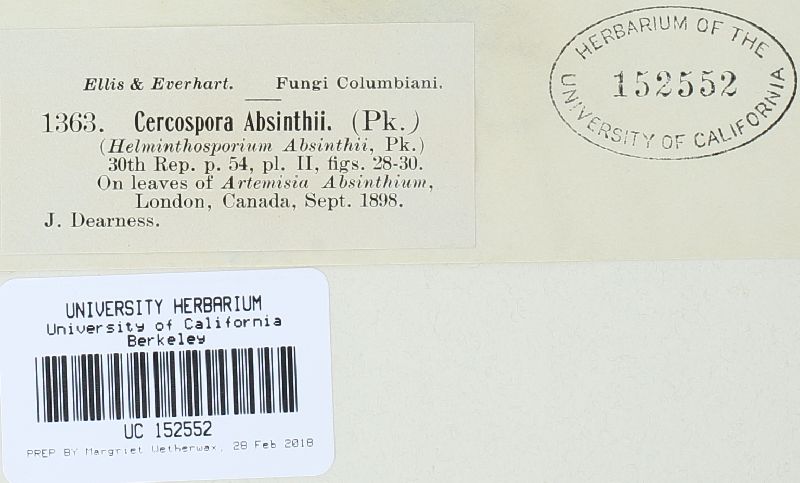 Ellis & Everhart. Fungi Columbiani.
1363. Cercospora Absinthii. (Pk.)
(Helminthosporium Absinthii, Pk.)
30th Rep. p. 54, pl. II, figs. 28-30.
On leaves of Artemisia Absinthium,
London, Canada, Sept. 1898.
J. Dearness.
HERBARIUM OF THE
152552
UNIVERSITY OF CALIFORNIA
UNIVERSITY HERBARIUM
University of California
Berkeley
UC 152552
PREP BY Margriet Wetherwax, 28 Feb 2018